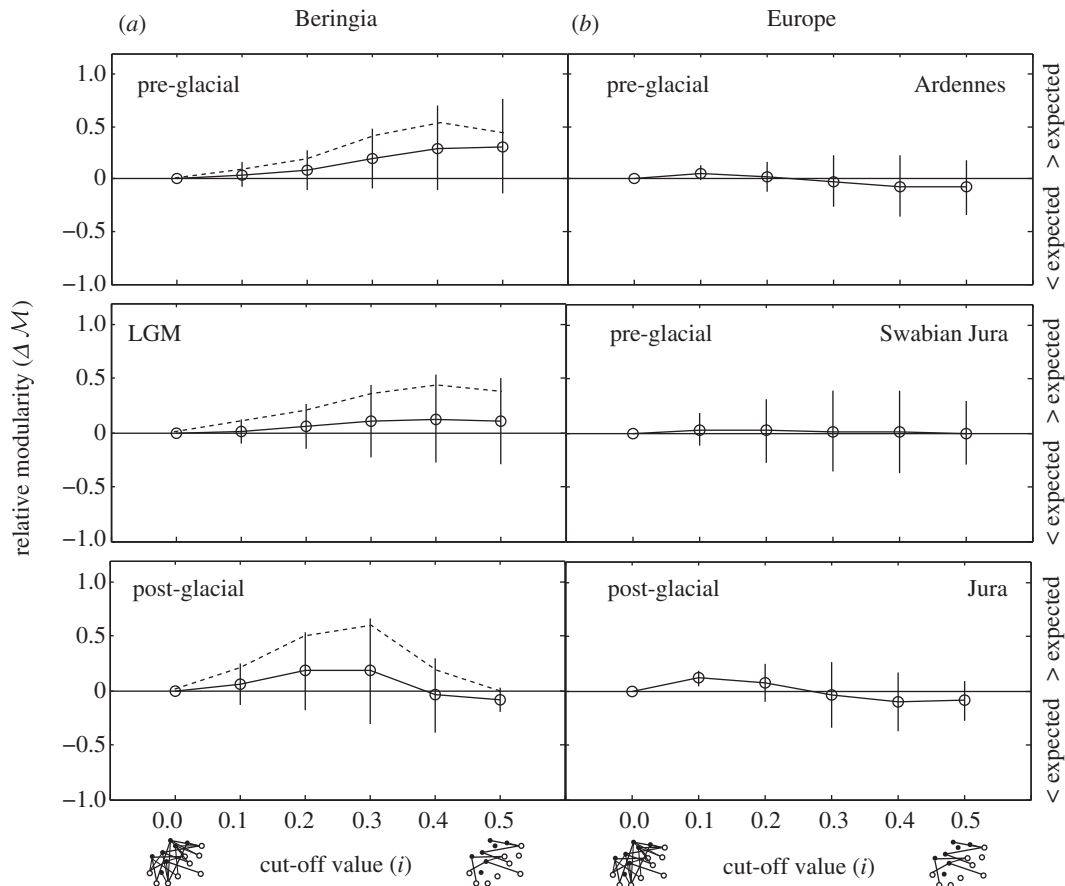 (a) Beringia
(b) Europe
relative modularity (Δ ℳ)
pre-glacial
1.0
0.5
0
−0.5
−1.0
pre-glacial Ardennes
> expected
< expected
LGM
1.0
0.5
0
−0.5
−1.0
pre-glacial Swabian Jura
> expected
< expected
post-glacial
1.0
0.5
0
−0.5
−1.0
post-glacial Jura
> expected
< expected
0.0 0.1 0.2 0.3 0.4 0.5
0.0 0.1 0.2 0.3 0.4 0.5
cut-off value (i)
cut-off value (i)